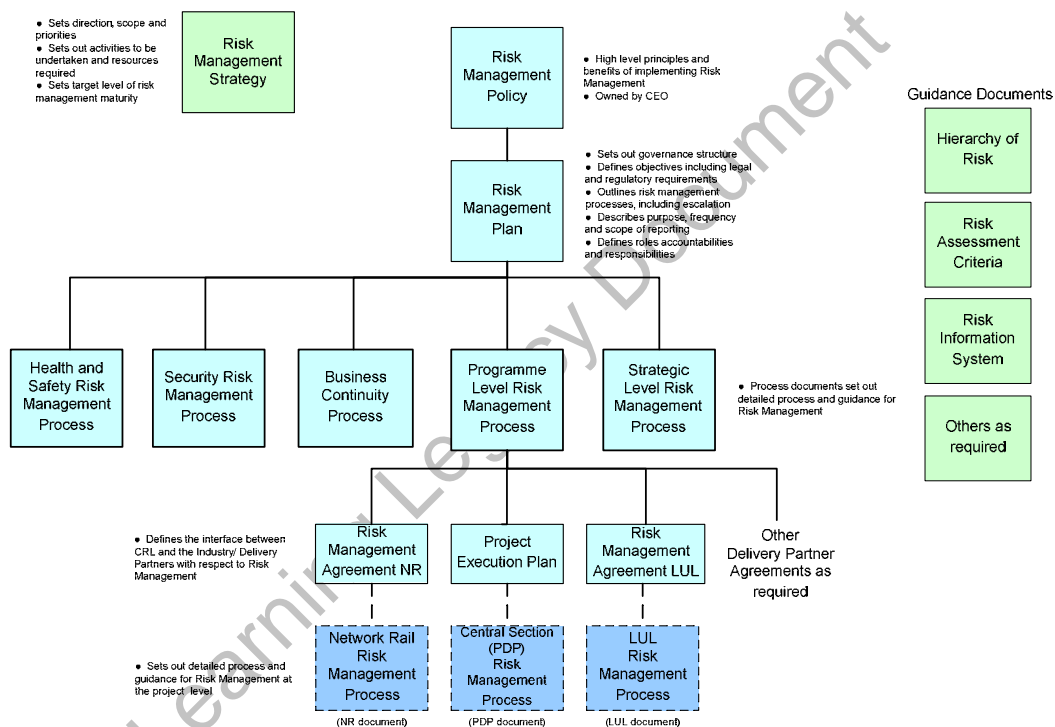 ● Sets direction, scope and
priorities
● Sets out activities to be
undertaken and resources
required
● Sets target level of risk
management maturity
Risk
Management
Strategy
Risk
Management
Policy
● High level principles and
benefits of implementing Risk
Management
● Owned by CEO
Guidance Documents
Hierarchy of
Risk
Risk
Assessment
Criteria
Risk
Information
System
Others as
required
Risk
Management
Plan
● Sets out governance structure
● Defines objectives including legal
and regulatory requirements
● Outlines risk management
processes, including escalation
● Describes purpose, frequency
and scope of reporting
● Defines roles accountabilities
and responsibilities
Health and
Safety Risk
Management
Process
Security Risk
Management
Process
Business
Continuity
Process
Programme
Level Risk
Management
Process
Strategic
Level Risk
Management
Process
● Process documents set out
detailed process and guidance for
Risk Management
● Defines the interface between
CRL and the Industry/ Delivery
Partners with respect to Risk
Management
Risk
Management
Agreement NR
Project
Execution Plan
Risk
Management
Agreement LUL
Other
Delivery Partner
Agreements as
required
● Sets out detailed process and
guidance for Risk Management at
the project level
Network Rail
Risk
Management
Process
(NR document)
Central Section
(PDP)
Risk
Management
Process
(PDP document)
LUL
Risk
Management
Process
(LUL document)
Learning Legacy Document